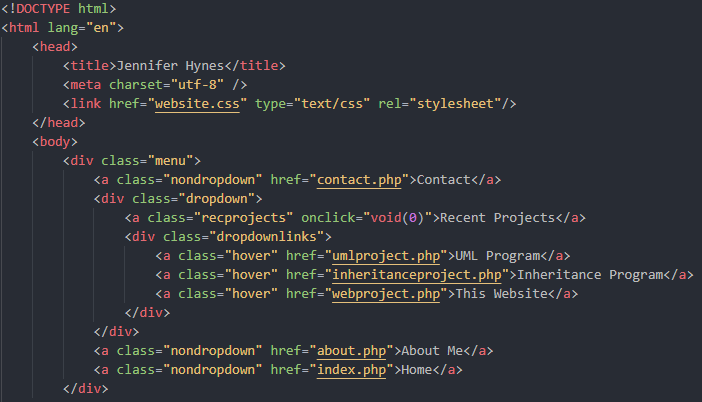 <!DOCTYPE html>
<html lang="en">
<head>
<title>Jennifer Hynes</title>
<meta charset="utf-8" />
<link href="website.css" type="text/css" rel="stylesheet"/>
</head>
<body>
<div class="menu">
<a class="nondropdown" href="contact.php">Contact</a>
<div class="dropdown">
<a class="recprojects" onclick="void(0)">Recent Projects</a>
<div class="dropdownlinks">
<a class="hover" href="umlproject.php">UML Program</a>
<a class="hover" href="inheritanceproject.php">Inheritance Program</a>
<a class="hover" href="webproject.php">This Website</a>
</div>
</div>
<a class="nondropdown" href="about.php">About Me</a>
<a class="nondropdown" href="index.php">Home</a>
</div>